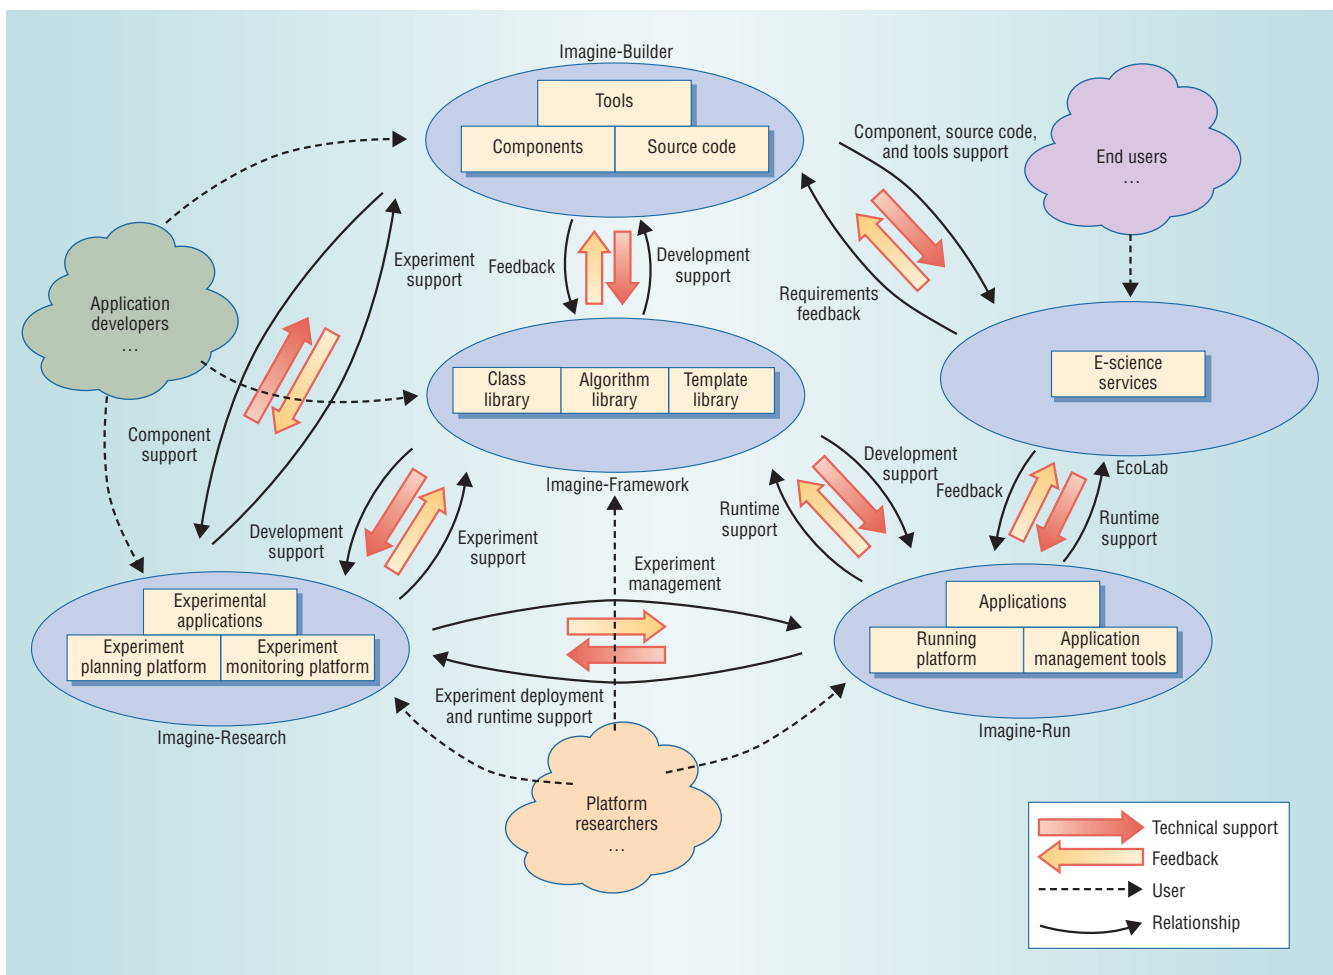 Imagine-Builder
Tools
Components
Source code
Component, source code,
and tools support
End users
...
Application
developers
...
Experiment
support
Feedback
Development
support
Requirements
feedback
E-science
services
EcoLab
Class
library
Algorithm
library
Template
library
Imagine-Framework
Component
support
Development
support
Experiment
support
Runtime
support
Development
support
Feedback
Runtime
support
Experiment
management
Experimental
applications
Experiment
planning platform
Experiment
monitoring platform
Imagine-Research
Experiment deployment
and runtime support
Applications
Running
platform
Application
management tools
Imagine-Run
Platform
researchers
...
Technical support
Feedback
User
Relationship